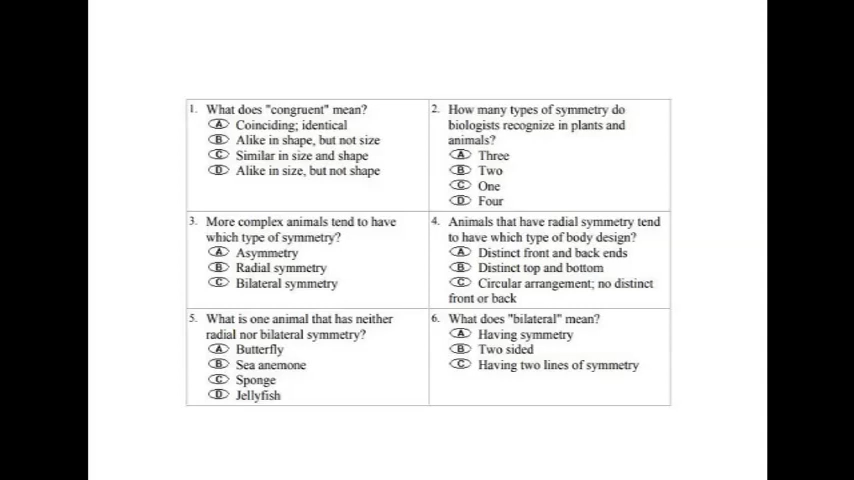 1. What does "congruent" mean?
A Coinciding; identical
B Alike in shape, but not size
C Similar in size and shape
D Alike in size, but not shape
2. How many types of symmetry do
biologists recognize in plants and
animals?
A Three
B Two
C One
D Four
3. More complex animals tend to have
which type of symmetry?
A Asymmetry
B Radial symmetry
C Bilateral symmetry
4. Animals that have radial symmetry tend
to have which type of body design?
A Distinct front and back ends
B Distinct top and bottom
C Circular arrangement; no distinct
front or back
5. What is one animal that has neither
radial nor bilateral symmetry?
A Butterfly
B Sea anemone
C Sponge
D Jellyfish
6. What does "bilateral" mean?
A Having symmetry
B Two sided
C Having two lines of symmetry